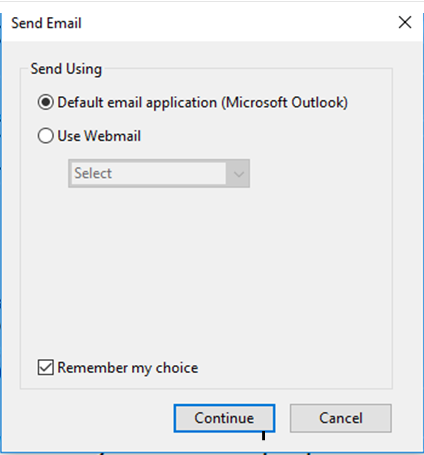 Send Email
Send Using
Default email application (Microsoft Outlook)
Use Webmail
Select
Remember my choice
Continue
Cancel